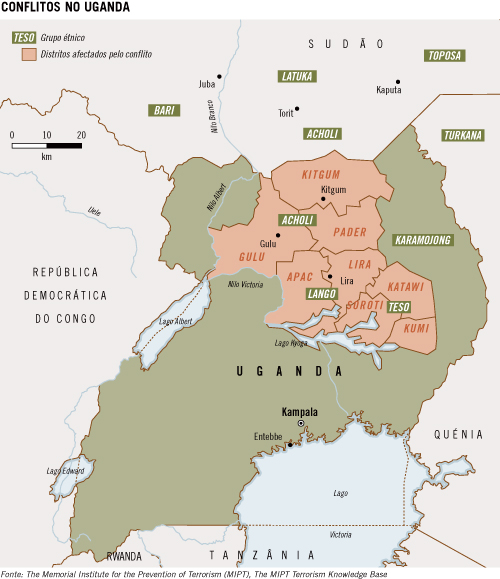 CONFLITOS NO UGANDA
TESO Grupo étnico
Distritos afectados pelo conflito
SUDÃO
TOPOSA
LATUKA
Juba
Kaputa
BARI
Nilo Branco
Torit
ACHOLI
TURKANA
0 10 20
km
KITGUM
Kitgum
Nilo Albert
Uele
ACHOLI
PADER
Gulu
KARAMOJONG
GULU
LIRA
REPÚBLICA
DEMOCRÁTICA
DO CONGO
APAC
Lira
KATAWI
Nilo Victoria
LANGO
SOROTI
TESO
Lago Albert
KUMI
Lago Kyoga
UGANDA
Kampala
Entebbe
QUÉNIA
Lago Edward
Lago
Victoria
RWANDA
TANZÂNIA
Fonte: The Memorial Institute for the Prevention of Terrorism (MIPT), The MIPT Terrorism Knowledge Base